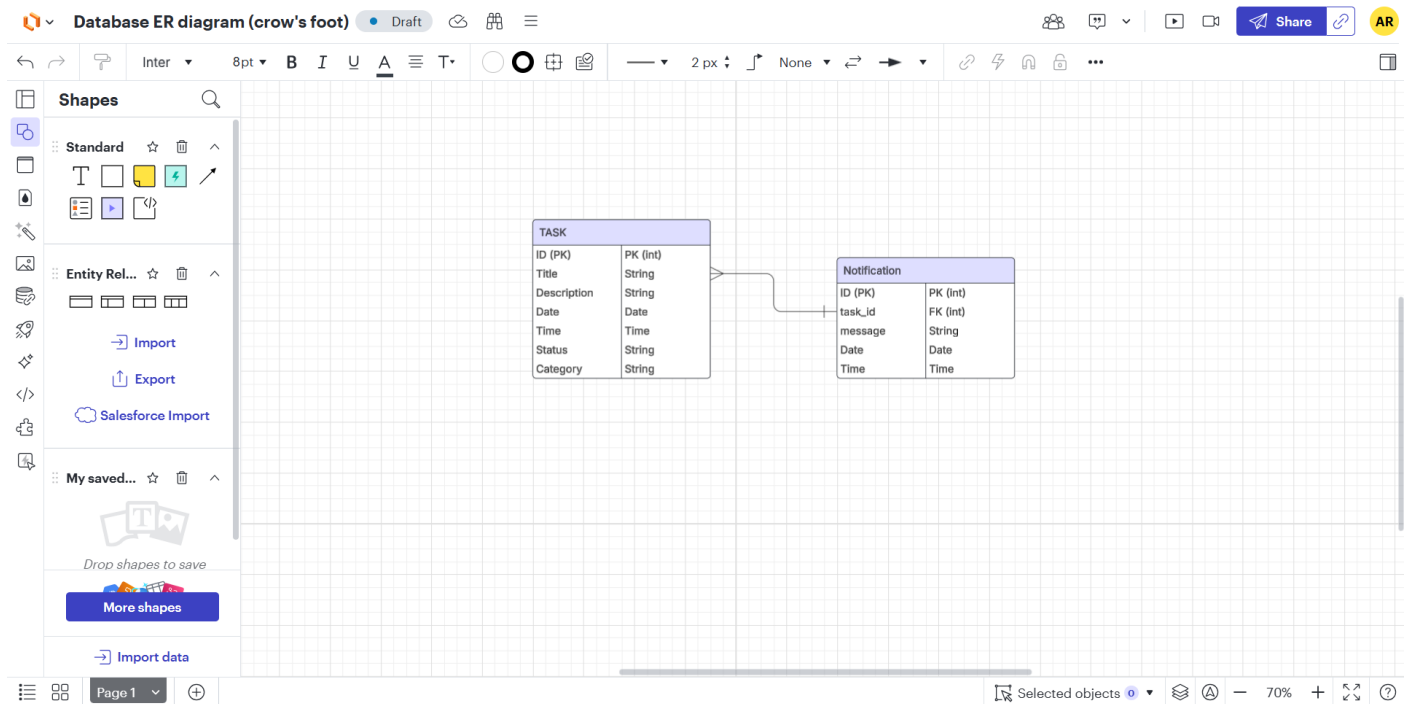 Database ER diagram (crow's foot)
Draft
Share
AR
Inter
8pt
B
I
U
A
T
2 px
None
Shapes
Standard
T
Entity Rel...
Import
Export
Salesforce Import
My saved...
T
Drop shapes to save
More shapes
Import data
TASK
ID (PK) PK (int)
Title String
Description String
Date Date
Time Time
Status String
Category String
Notification
ID (PK) PK (int)
task_id FK (int)
message String
Date Date
Time Time
Page 1
Selected objects 0
70%